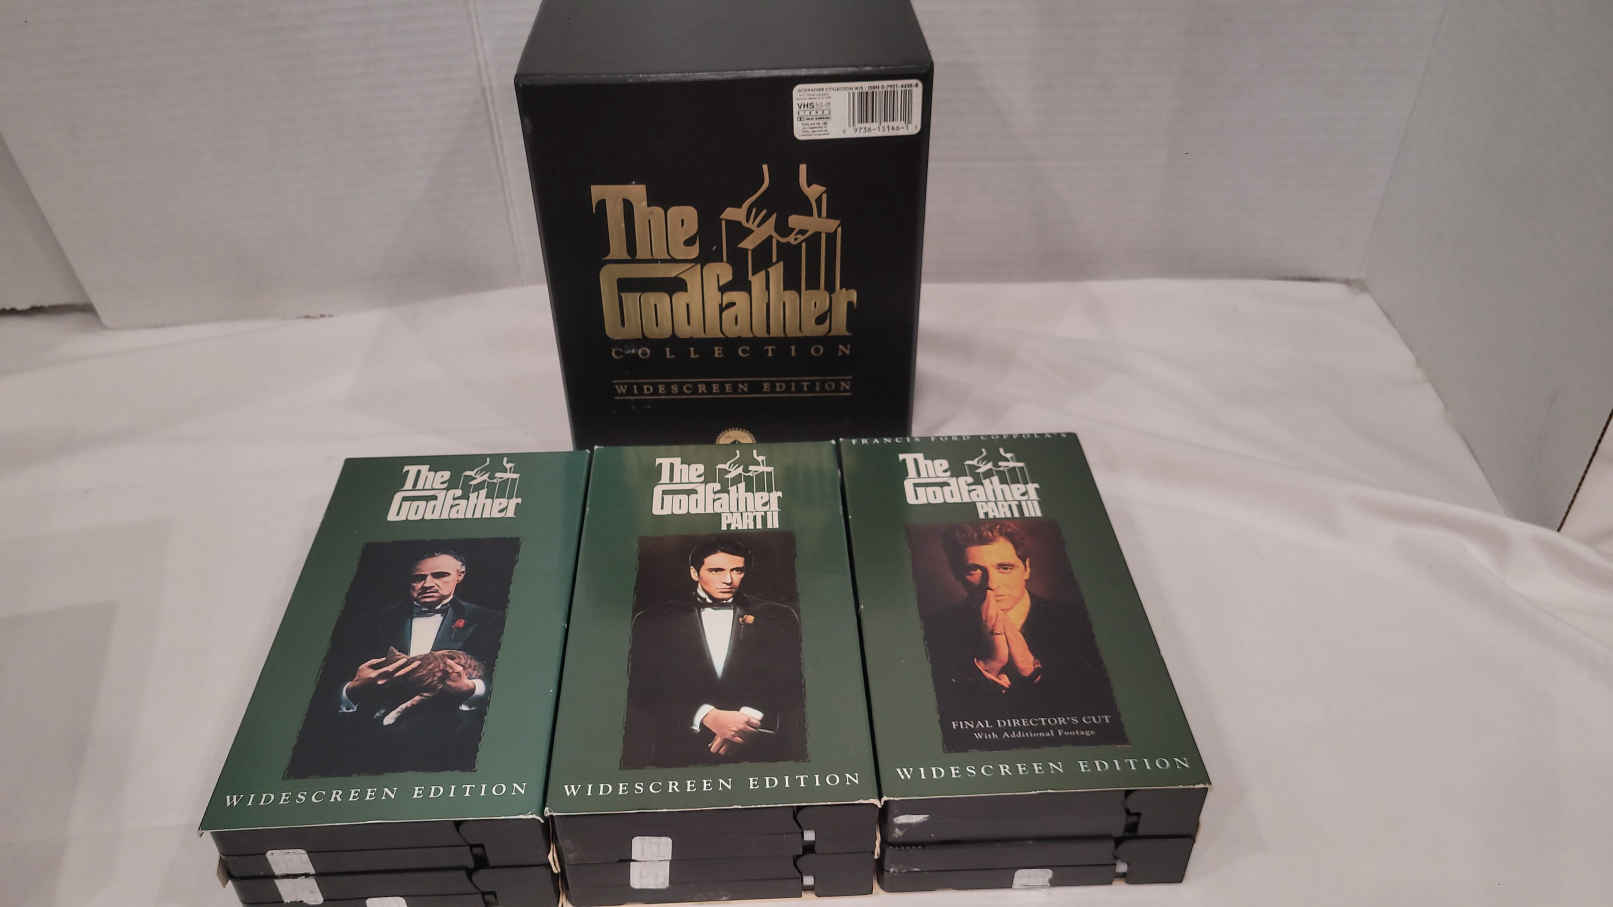 VHS
The
Godfather
COLLECTION
WIDESCREEN EDITION
The
Godfather
WIDESCREEN EDITION
The
Godfather
PART II
WIDESCREEN EDITION
FRANCIS FORD COPPOLA'S
The
Godfather
PART III
FINAL DIRECTOR'S CUT
With Additional Footage
WIDESCREEN EDITION